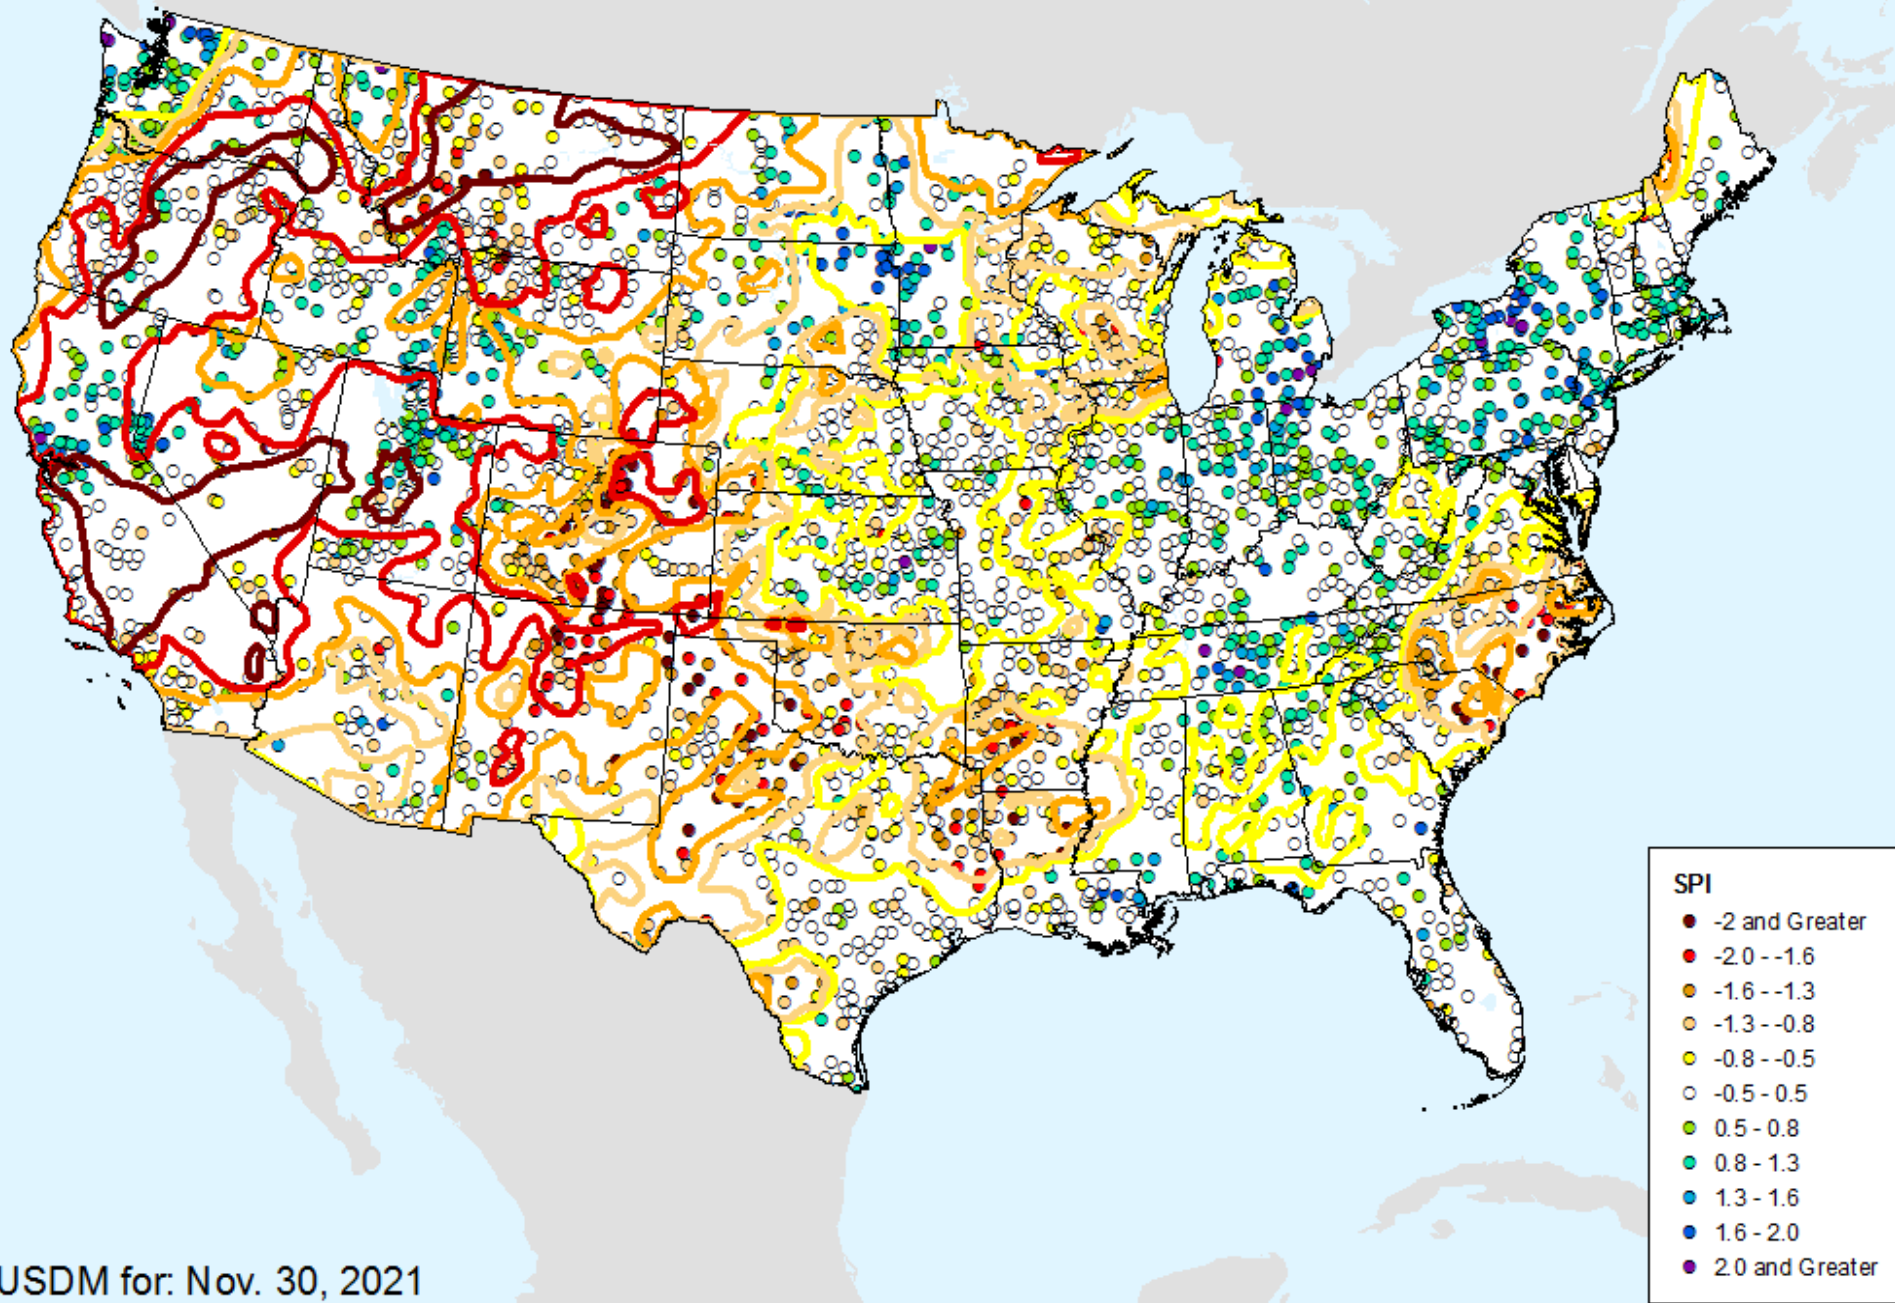 SPI
-2 and Greater
-2.0 - -1.6
-1.6 - -1.3
-1.3 - -0.8
-0.8 - -0.5
-0.5 - 0.5
0.5 - 0.8
0.8 - 1.3
1.3 - 1.6
1.6 - 2.0
2.0 and Greater
USDM for: Nov. 30, 2021